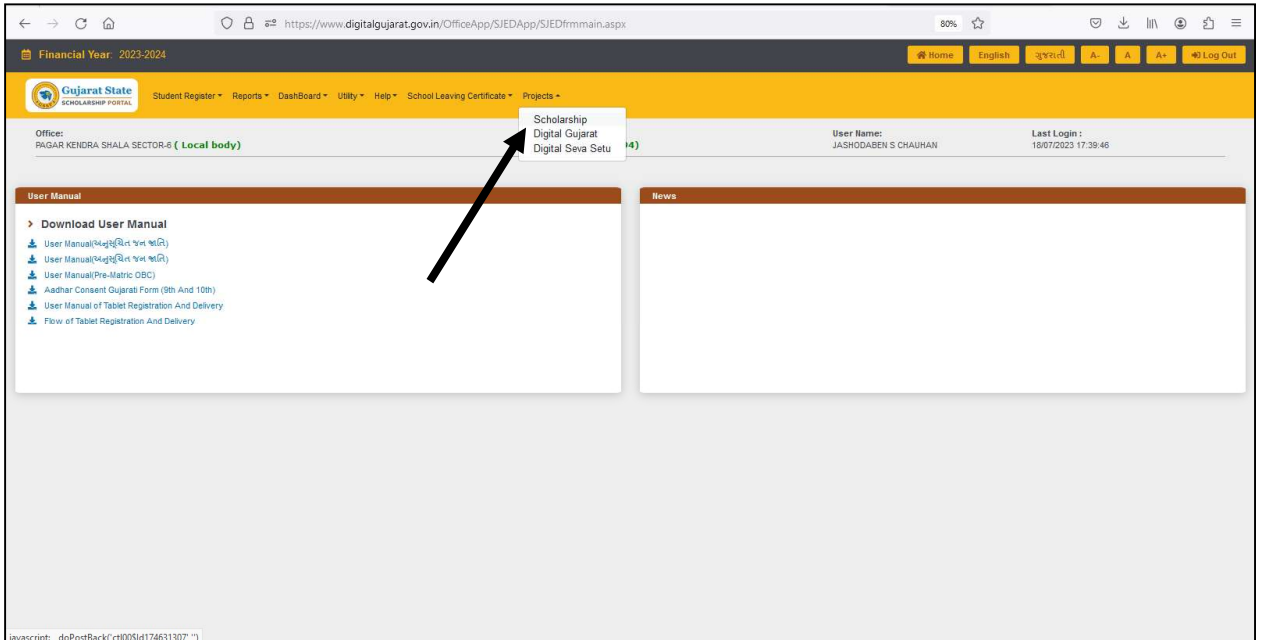 https://www.digitalgujarat.gov.in/OfficeApp/SJEDApp/SJEDfrmmain.aspx 80%
Financial Year: 2023-2024 Home English ગુજરાતી A- A A+ Log Out
Gujarat State
SCHOLARSHIP PORTAL
Student Register Reports DashBoard Utility Help School Leaving Certificate Projects
Scholarship
Digital Gujarat
Digital Seva Setu
Office: User Name: Last Login :
PAGAR KENDRA SHALA SECTOR-6 ( Local body) 4) JASHODABEN S CHAUHAN 18/07/2023 17:39:46
User Manual News
Download User Manual
User Manual(અનુસૂચિત જન જાતિ)
User Manual(અનુસૂચિત જન જાતિ)
User Manual(Pre-Matric OBC)
Aadhar Consent Gujarati Form (9th And 10th)
User Manual of Tablet Registration And Delivery
Flow of Tablet Registration And Delivery
javascript:__doPostBack('ctl00$ld174631307','')